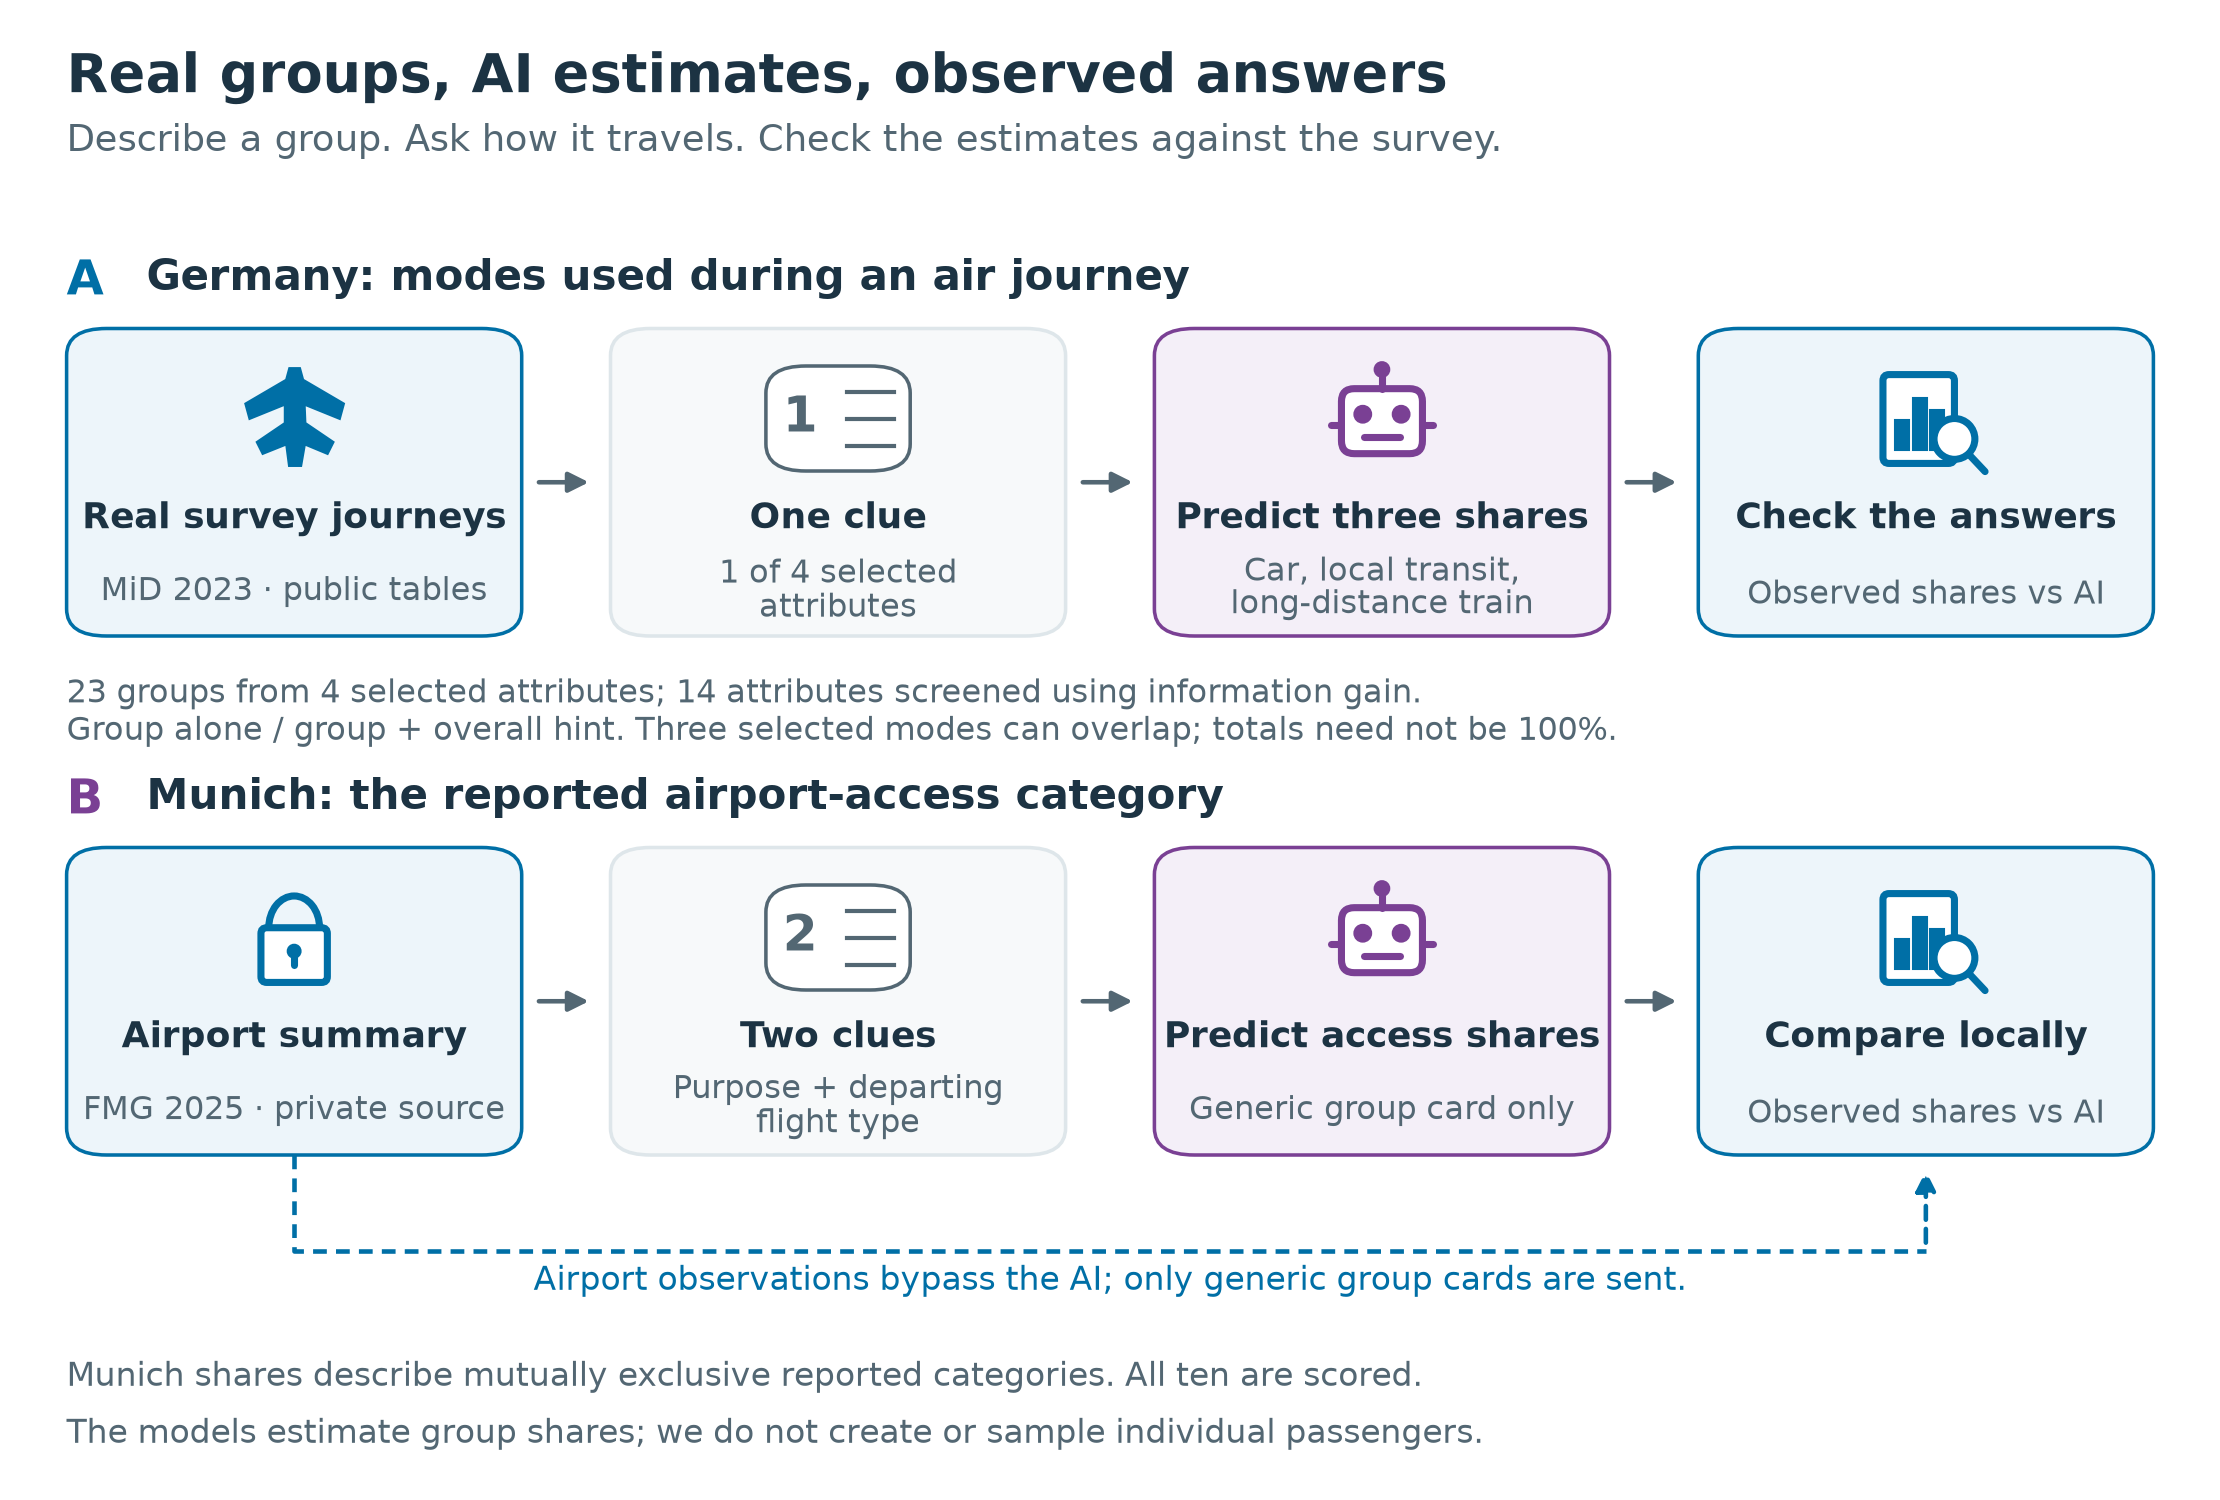 Real groups, AI estimates, observed answers
Describe a group. Ask how it travels. Check the estimates against the survey.
A Germany: modes used during an air journey
Real survey journeys
MiD 2023 · public tables
1
One clue
1 of 4 selected
attributes
Predict three shares
Car, local transit,
long-distance train
Check the answers
Observed shares vs AI
23 groups from 4 selected attributes; 14 attributes screened using information gain.
Group alone / group + overall hint. Three selected modes can overlap; totals need not be 100%.
B Munich: the reported airport-access category
Airport summary
FMG 2025 · private source
2
Two clues
Purpose + departing
flight type
Predict access shares
Generic group card only
Compare locally
Observed shares vs AI
Airport observations bypass the AI; only generic group cards are sent.
Munich shares describe mutually exclusive reported categories. All ten are scored.
The models estimate group shares; we do not create or sample individual passengers.